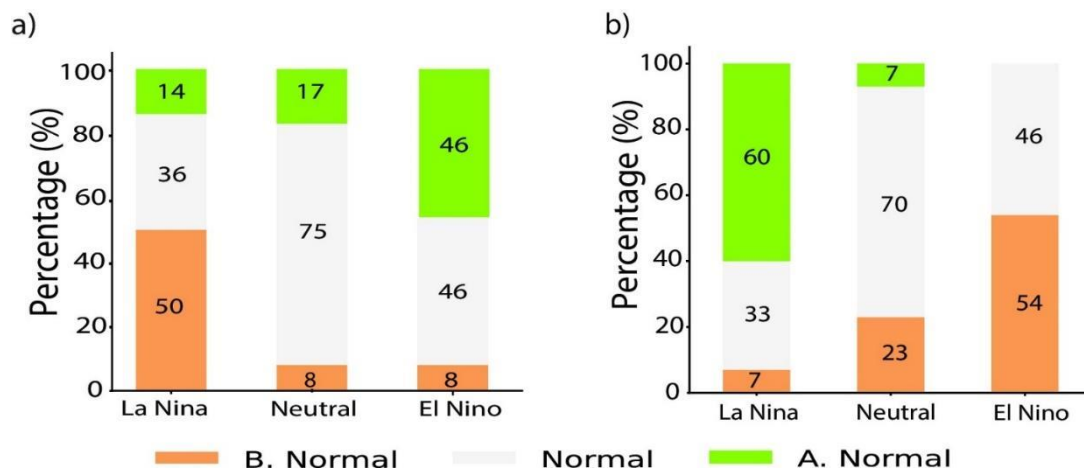 a)
Percentage (%)
100
80
60
40
20
0
14
36
50
17
75
8
46
46
8
La Nina
Neutral
El Nino
b)
Percentage (%)
100
80
60
40
20
0
60
33
7
7
70
23
46
54
La Nina
Neutral
El Nino
B. Normal
Normal
A. Normal